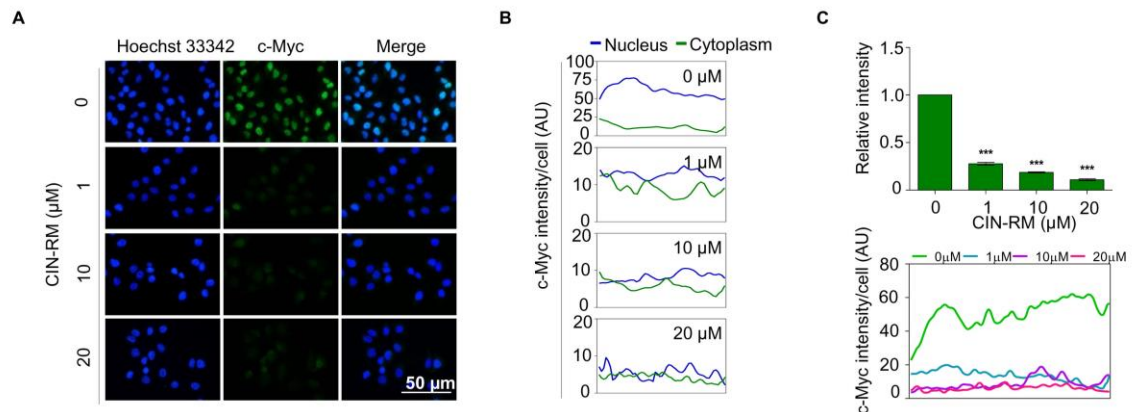 A
Hoechst 33342 c-Myc Merge
CIN-RM (µM)
0
1
10
20
50 µm
B
Nucleus Cytoplasm
c-Myc intensity/cell (AU)
0 µM
100
75
50
25
0
1 µM
20
10
0
10 µM
20
10
0
20 µM
20
10
0
C
Relative intensity
1.5
1.0
0.5
0
*** *** ***
0 1 10 20
CIN-RM (µM)
0µM 1µM 10µM 20µM
c-Myc intensity/cell (AU)
80
60
40
20
0